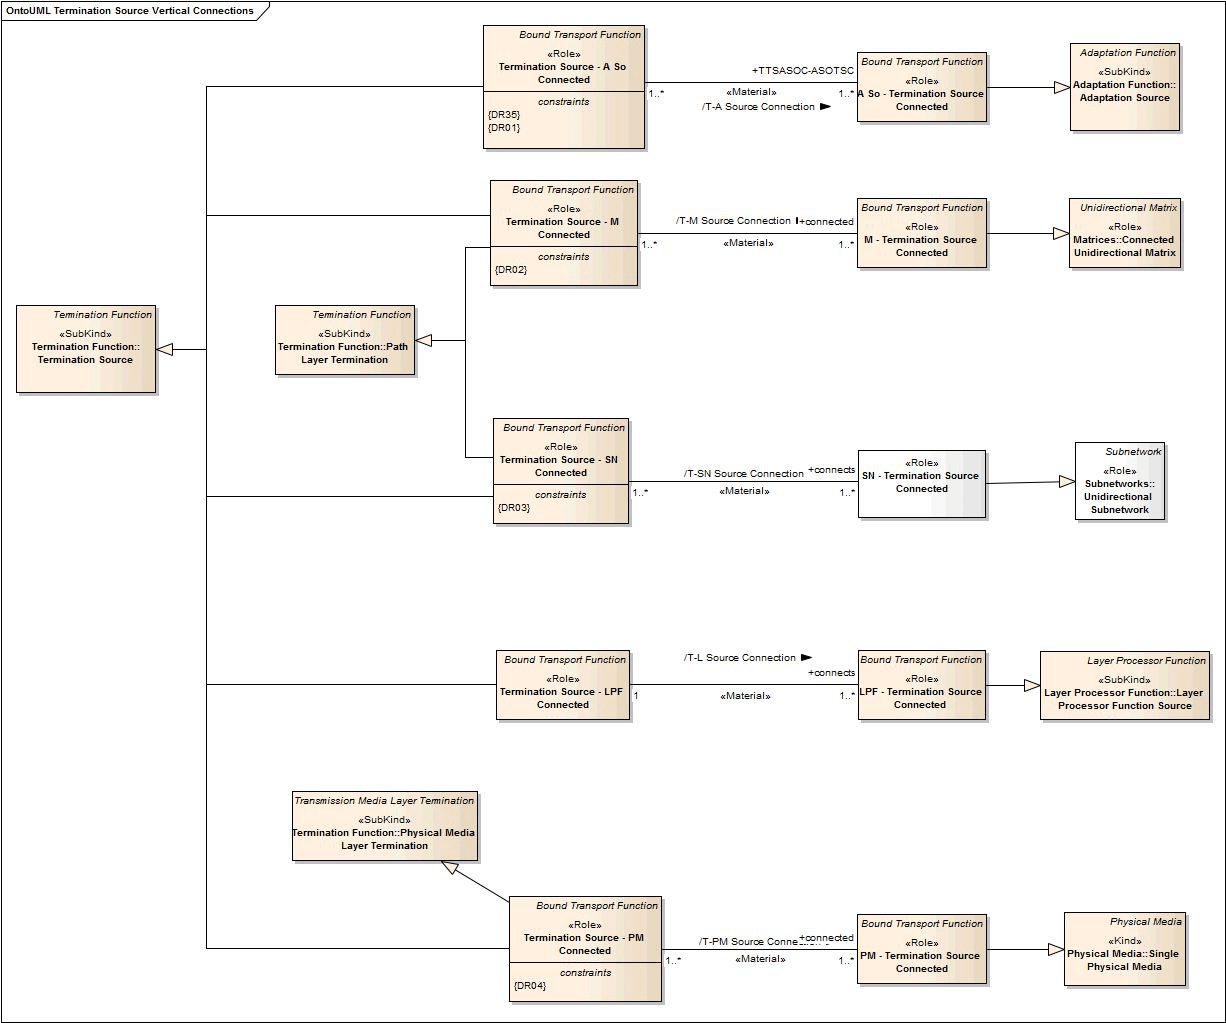 OntoUML Termination Source Vertical Connections
Bound Transport Function
«Role»
Termination Source - A So
Connected
constraints
{DR35}
{DR01}
+TTSASOC-ASOTSC
1..*
«Material»
1..*
/T-A Source Connection
Bound Transport Function
«Role»
A So - Termination Source
Connected
Adaptation Function
«SubKind»
Adaptation Function::
Adaptation Source
Bound Transport Function
«Role»
Termination Source - M
Connected
constraints
{DR02}
/T-M Source Connection
+connected
1..*
«Material»
1..*
Bound Transport Function
«Role»
M - Termination Source
Connected
Unidirectional Matrix
«Role»
Matrices::Connected
Unidirectional Matrix
Temination Function
«SubKind»
Termination Function::
Termination Source
Temination Function
«SubKind»
Termination Function::Path
Layer Termination
Bound Transport Function
«Role»
Termination Source - SN
Connected
constraints
{DR03}
/T-SN Source Connection
+connects
1..*
«Material»
1..*
«Role»
SN - Termination Source
Connected
Subnetwork
«Role»
Subnetworks::
Unidirectional
Subnetwork
Bound Transport Function
«Role»
Termination Source - LPF
Connected
/T-L Source Connection
+connects
1
«Material»
1..*
Bound Transport Function
«Role»
LPF - Termination Source
Connected
Layer Processor Function
«SubKind»
Layer Processor Function::Layer
Processor Function Source
Transmission Media Layer Termination
«SubKind»
Termination Function::Physical Media
Layer Termination
Bound Transport Function
«Role»
Termination Source - PM
Connected
constraints
{DR04}
/T-PM Source
+connected
1..*
«Material»
1..*
Bound Transport Function
«Role»
PM - Termination Source
Connected
Physical Media
«Kind»
Physical Media::Single
Physical Media